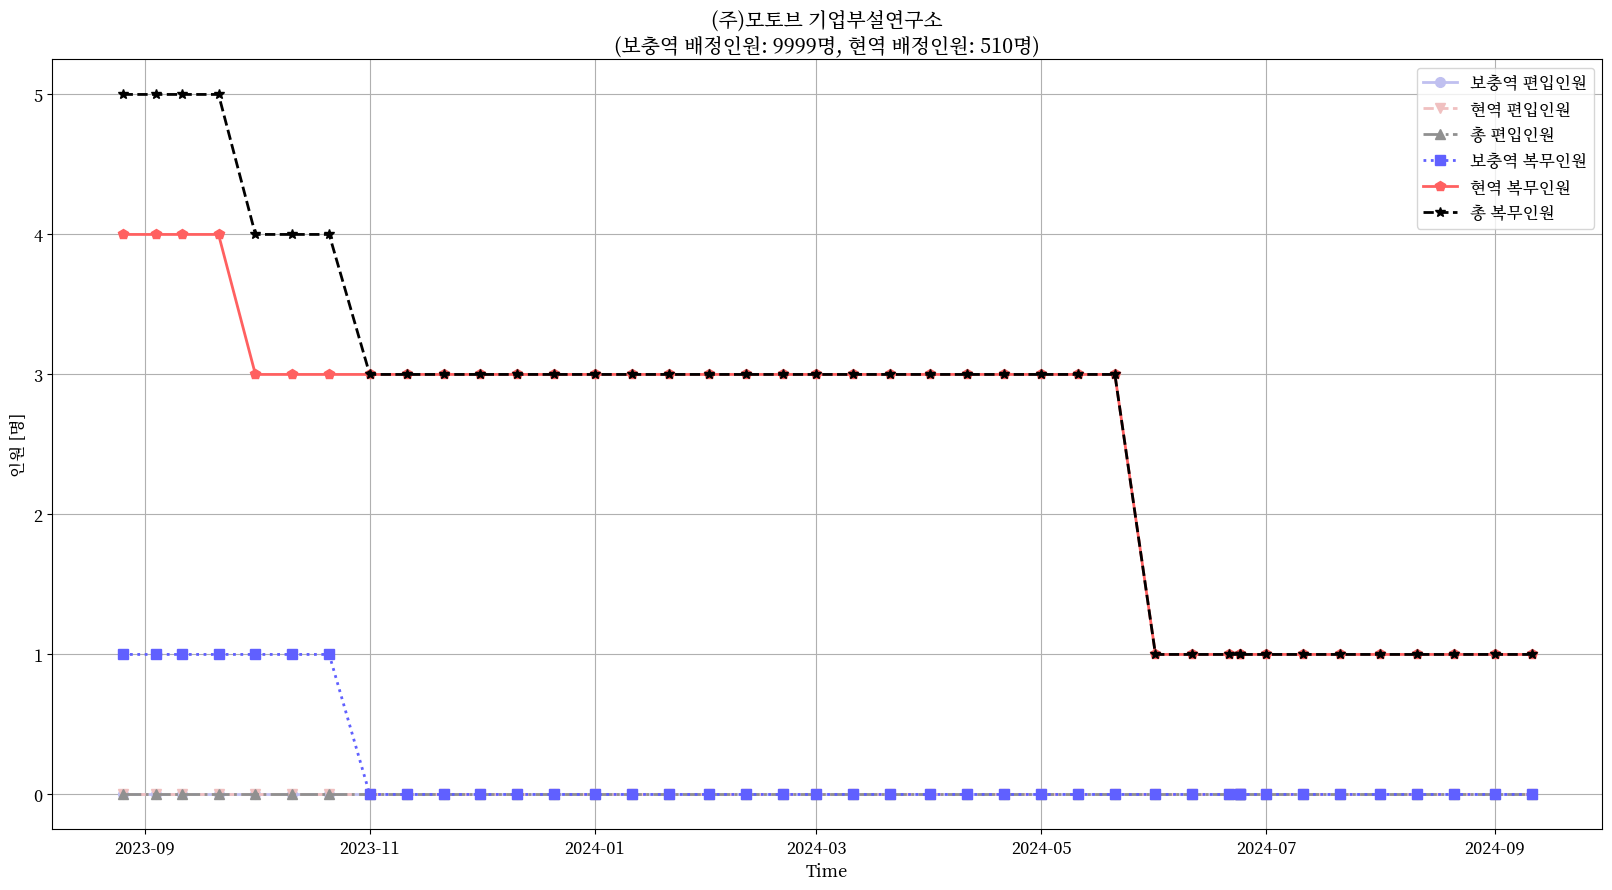 (주)모토브 기업부설연구소
(보충역 배정인원: 9999명, 현역 배정인원: 510명)
보충역 편입인원
현역 편입인원
총 편입인원
보충역 복무인원
현역 복무인원
총 복무인원
인원 [명]
5
4
3
2
1
0
2023-09
2023-11
2024-01
2024-03
2024-05
2024-07
2024-09
Time